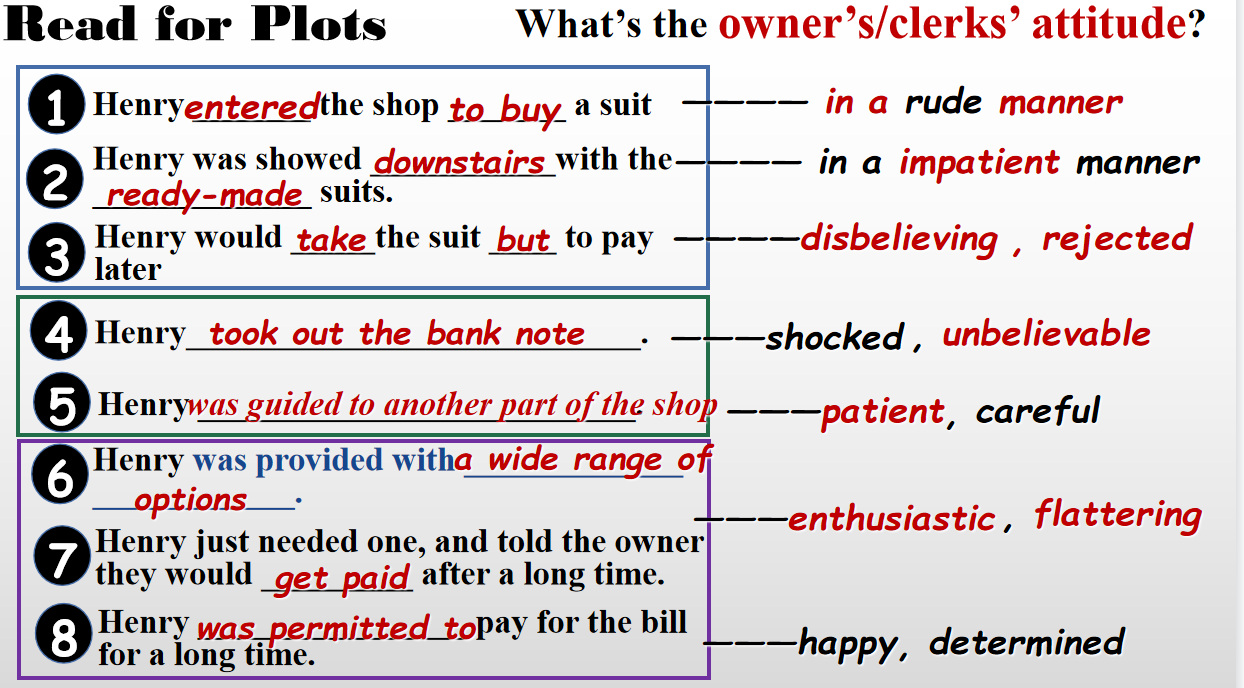 Read for Plots What's the owner's/clerks' attitude?
1 Henry entered the shop to buy a suit ———— in a rude manner
2 Henry was showed downstairs with the ———— in a impatient manner
ready-made suits.
3 Henry would take the suit but to pay ———— disbelieving , rejected
later
4 Henry took out the bank note . ———shocked , unbelievable
5 Henry was guided to another part of the shop ———patient, careful
6 Henry was provided with a wide range of
options .
———enthusiastic , flattering
7 Henry just needed one, and told the owner
they would get paid after a long time.
8 Henry was permitted to pay for the bill
for a long time.
———happy, determined